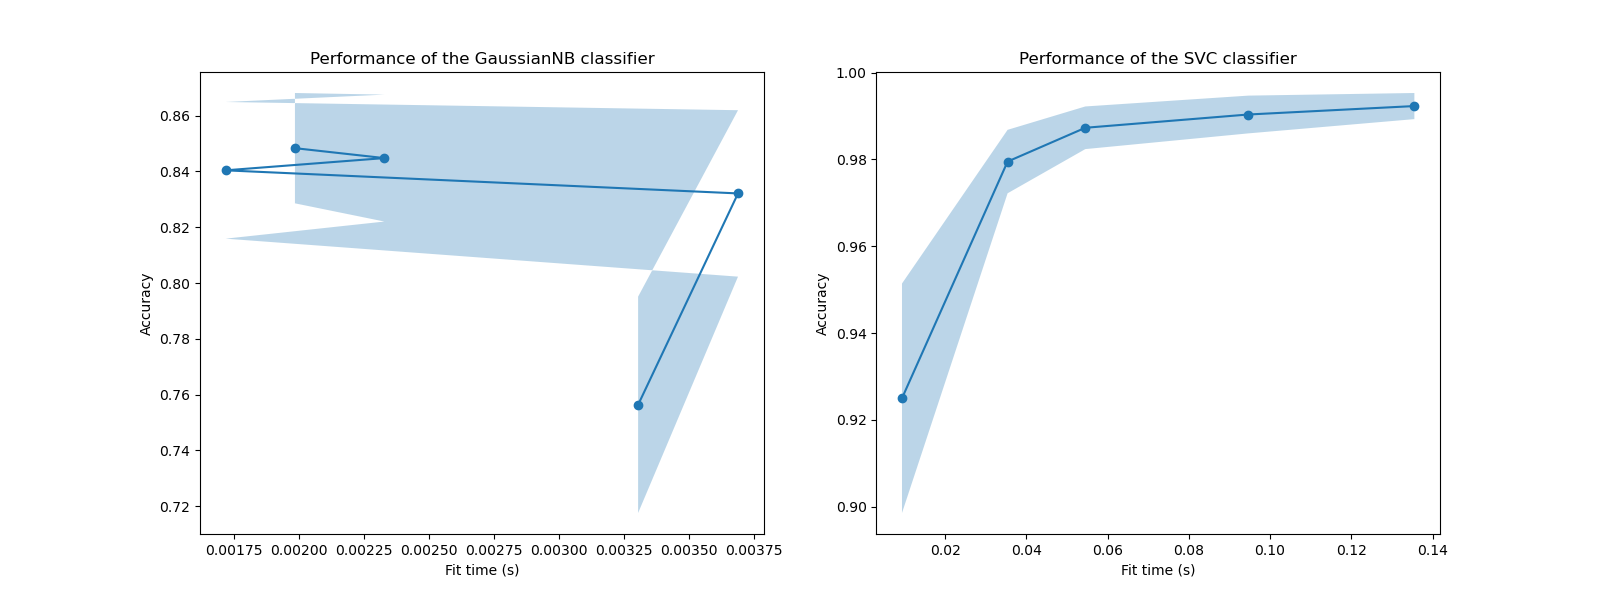 Performance of the GaussianNB classifier
Accuracy
0.86
0.84
0.82
0.80
0.78
0.76
0.74
0.72
0.00175 0.00200 0.00225 0.00250 0.00275 0.00300 0.00325 0.00350 0.00375
Fit time (s)
Performance of the SVC classifier
Accuracy
1.00
0.98
0.96
0.94
0.92
0.90
0.02 0.04 0.06 0.08 0.10 0.12 0.14
Fit time (s)